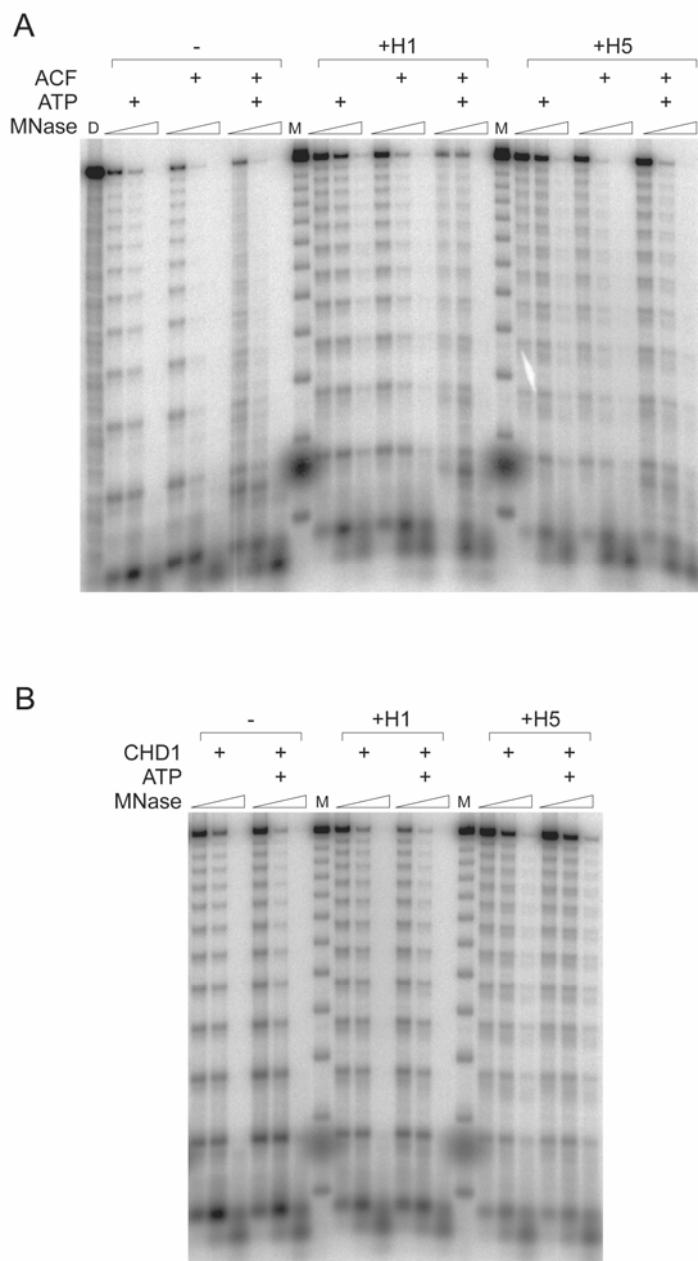 A
- +H1 +H5
ACF + + + + + +
ATP + + + + + +
MNase D M M
B
- +H1 +H5
CHD1 + + + + + +
ATP + + +
MNase M M